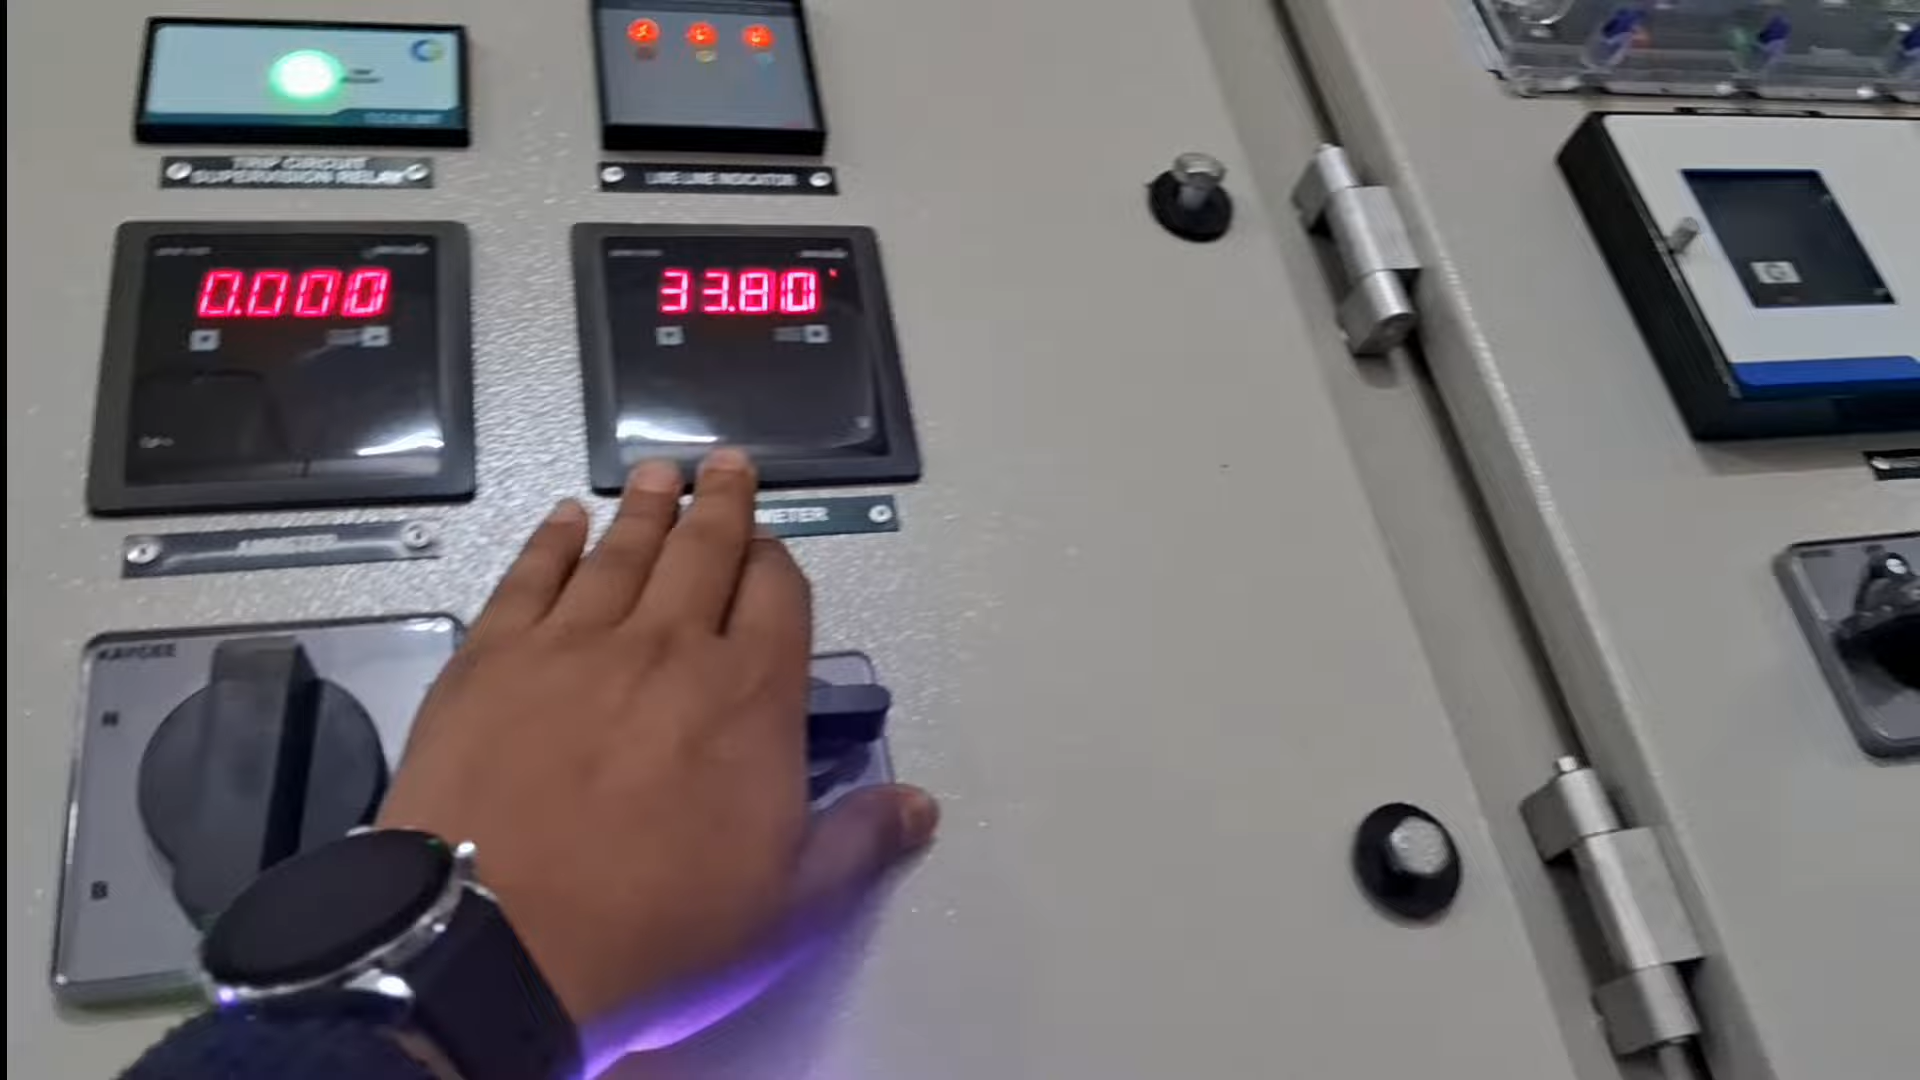 TRIP CIRCUIT
SUPERVISION RELAY
LIVE LINE INDICATOR
0.000
33.80
AMMETER
METER
KAYCEE
R
B